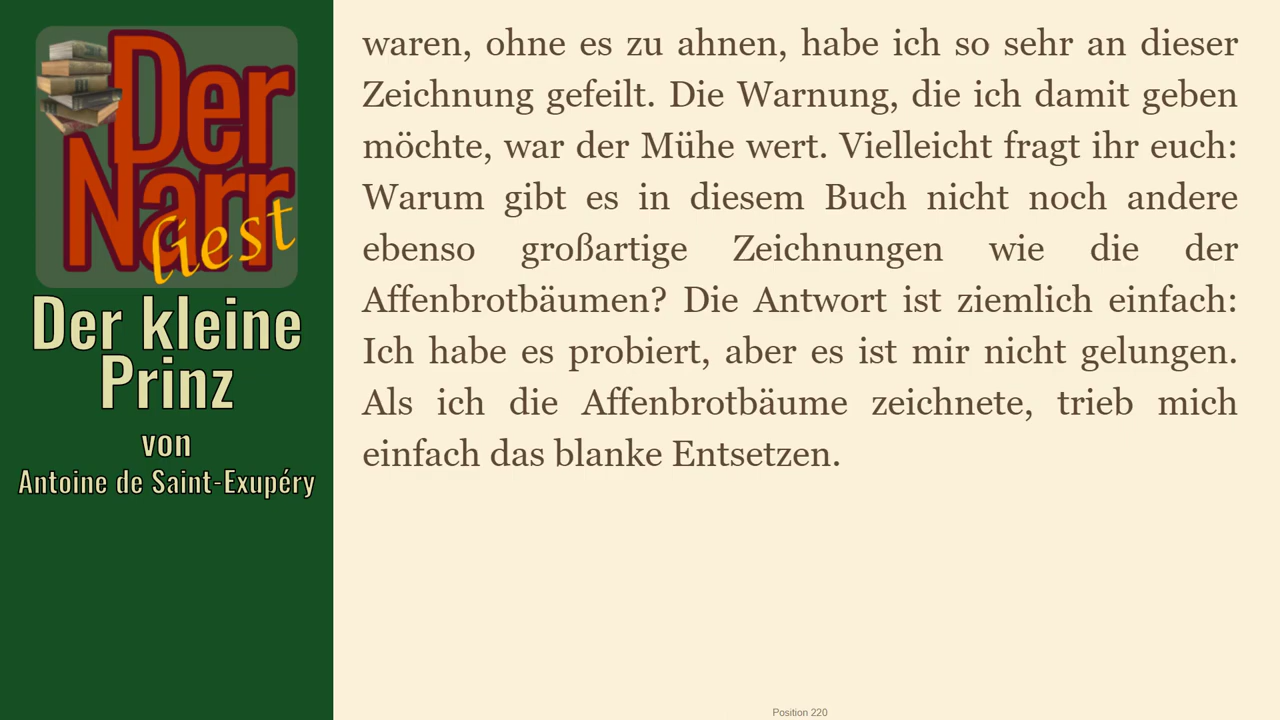 Der
Narr
liest
Der kleine
Prinz
von
Antoine de Saint-Exupéry
waren, ohne es zu ahnen, habe ich so sehr an dieser
Zeichnung gefeilt. Die Warnung, die ich damit geben
möchte, war der Mühe wert. Vielleicht fragt ihr euch:
Warum gibt es in diesem Buch nicht noch andere
ebenso großartige Zeichnungen wie die der
Affenbrotbäumen? Die Antwort ist ziemlich einfach:
Ich habe es probiert, aber es ist mir nicht gelungen.
Als ich die Affenbrotbäume zeichnete, trieb mich
einfach das blanke Entsetzen.
Position 220